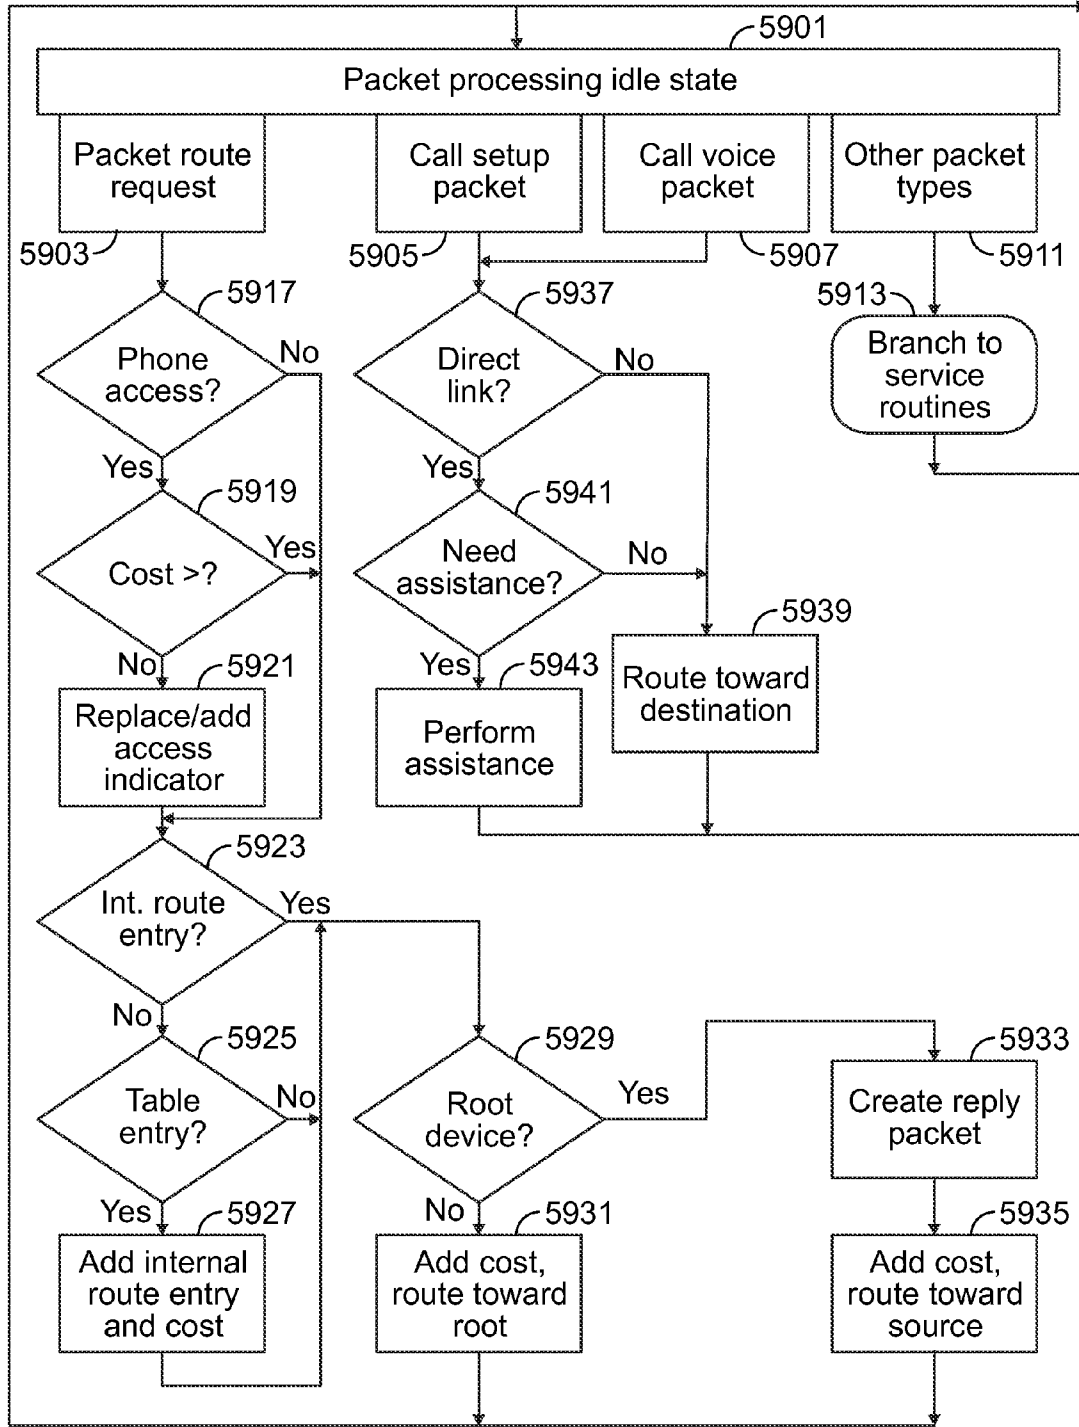 5901
Packet processing idle state
Packet route
request
Call setup
packet
Call voice
packet
Other packet
types
5903
5905
5907
5911
5917
Phone
access?
No
Yes
5937
Direct
link?
No
Yes
5913
Branch to
service
routines
5919
Cost >?
Yes
No
5941
Need
assistance?
No
Yes
5939
Route toward
destination
5921
Replace/add
access
indicator
5943
Perform
assistance
5923
Int. route
entry?
Yes
No
5925
Table
entry?
No
Yes
5929
Root
device?
Yes
No
5933
Create reply
packet
5927
Add internal
route entry
and cost
5931
Add cost,
route toward
root
5935
Add cost,
route toward
source